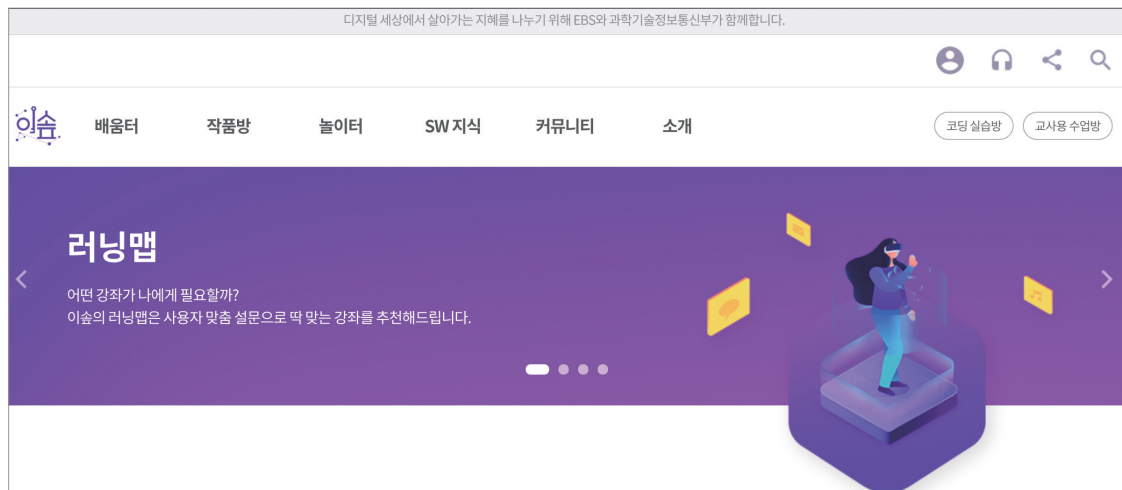 디지털 세상에서 살아가는 지혜를 나누기 위해 EBS와 과학기술정보통신부가 함께합니다.
이솦 배움터 작품방 놀이터 SW 지식 커뮤니티 소개 코딩 실습방 교사용 수업방
러닝맵
어떤 강좌가 나에게 필요할까?
이솦의 러닝맵은 사용자 맞춤 설문으로 딱 맞는 강좌를 추천해드립니다.